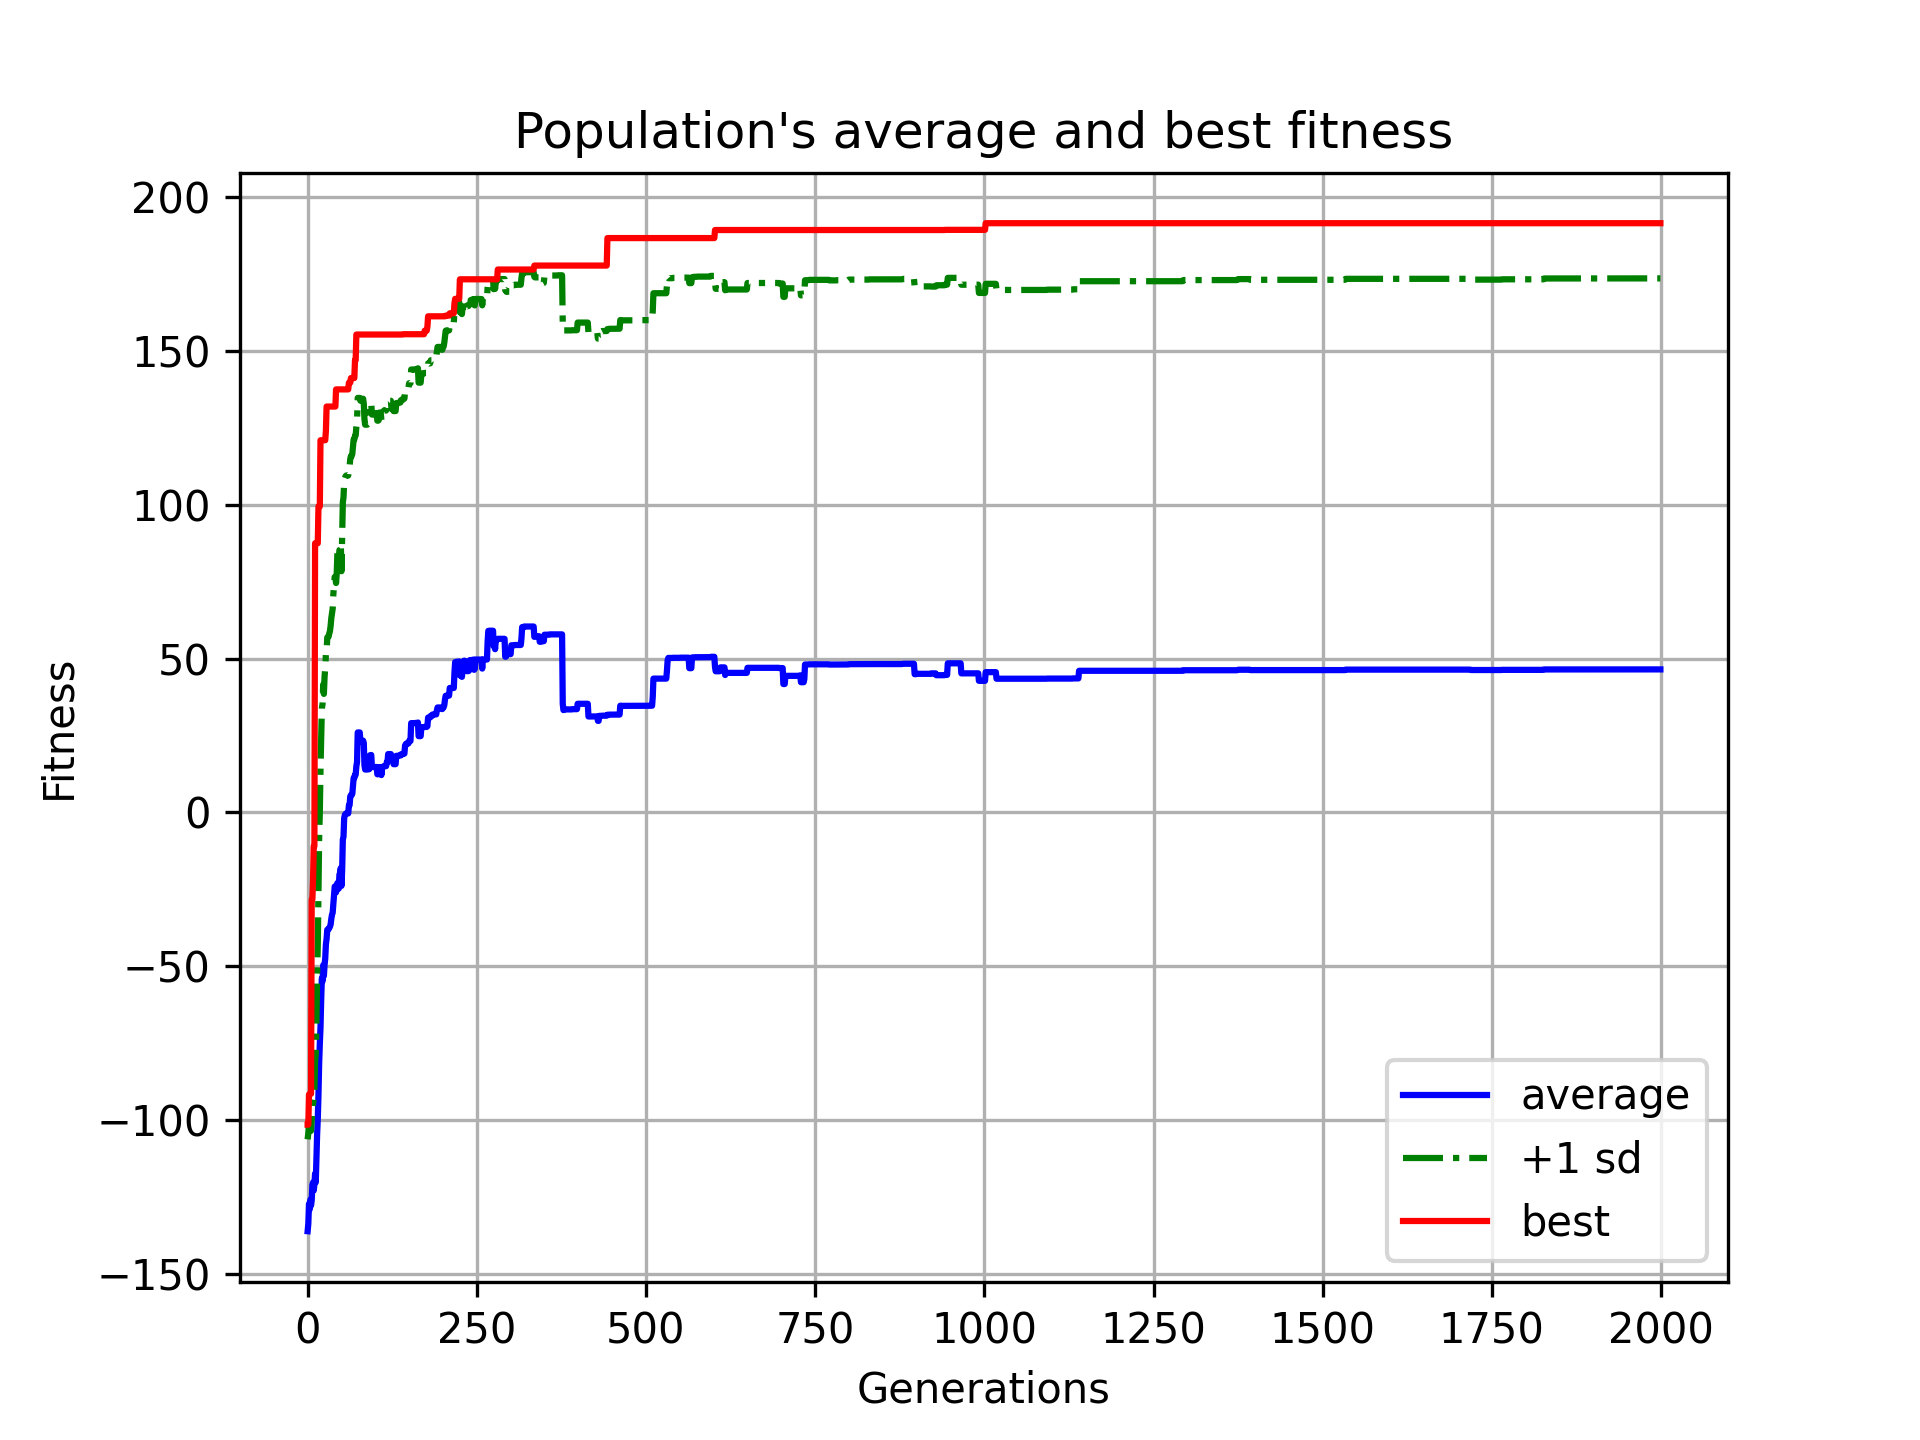 Population's average and best fitness
200
150
100
50
0
−50
−100
−150
Fitness
0 250 500 750 1000 1250 1500 1750 2000
Generations
average
+1 sd
best